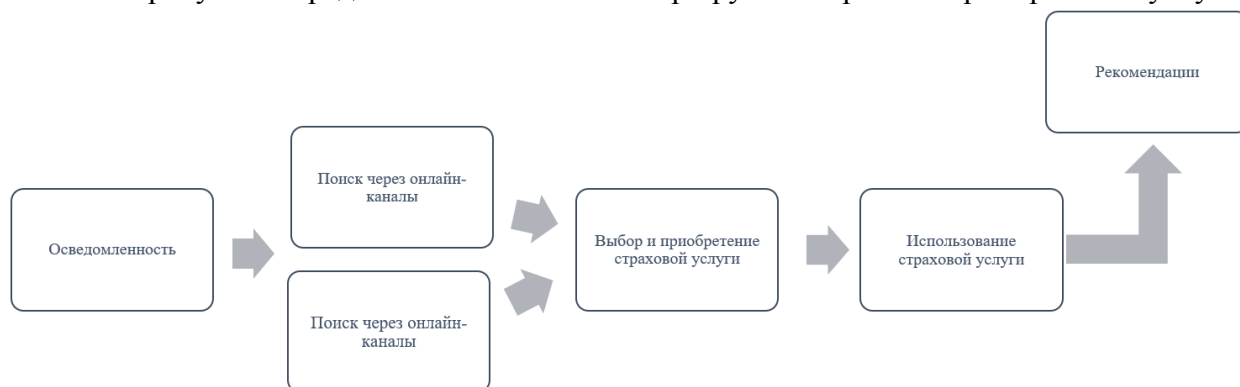 Рекомендации
Поиск через онлайн-
каналы
Осведомленность
Выбор и приобретение
страховой услуги
Использование
страховой услуги
Поиск через онлайн-
каналы